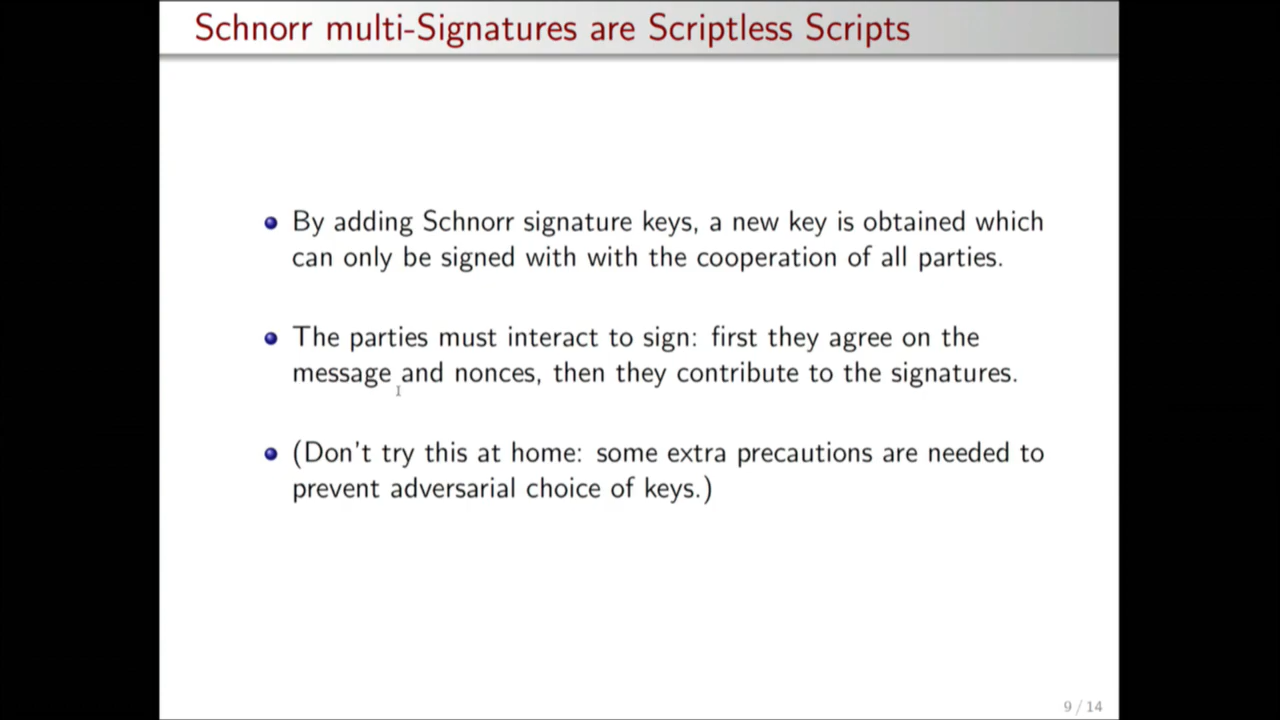 Schnorr multi-Signatures are Scriptless Scripts
By adding Schnorr signature keys, a new key is obtained which
can only be signed with with the cooperation of all parties.
The parties must interact to sign: first they agree on the
message and nonces, then they contribute to the signatures.
(Don't try this at home: some extra precautions are needed to
prevent adversarial choice of keys.)
9 / 14